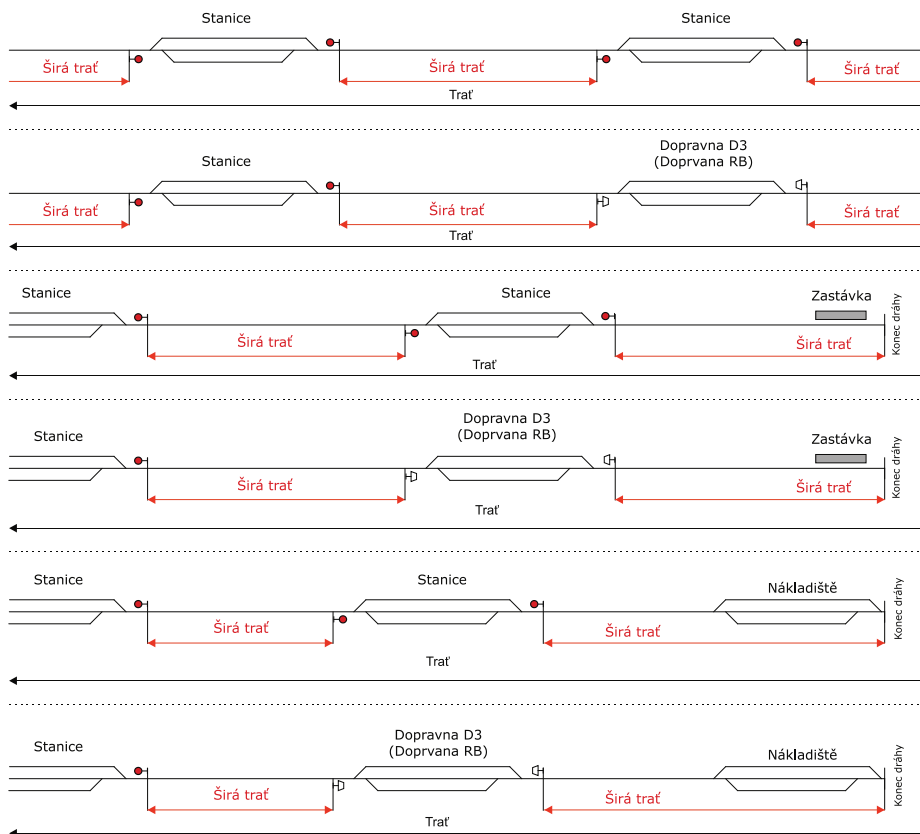 Stanice
Stanice
Širá trať
Širá trať
Širá trať
Trať
Stanice
Dopravna D3
(Doprvana RB)
Širá trať
Širá trať
Širá trať
Trať
Stanice
Stanice
Zastávka
Konec dráhy
Širá trať
Širá trať
Trať
Stanice
Dopravna D3
(Doprvana RB)
Zastávka
Konec dráhy
Širá trať
Širá trať
Trať
Stanice
Stanice
Nákladiště
Konec dráhy
Širá trať
Širá trať
Trať
Stanice
Dopravna D3
(Doprvana RB)
Nákladiště
Konec dráhy
Širá trať
Širá trať
Trať